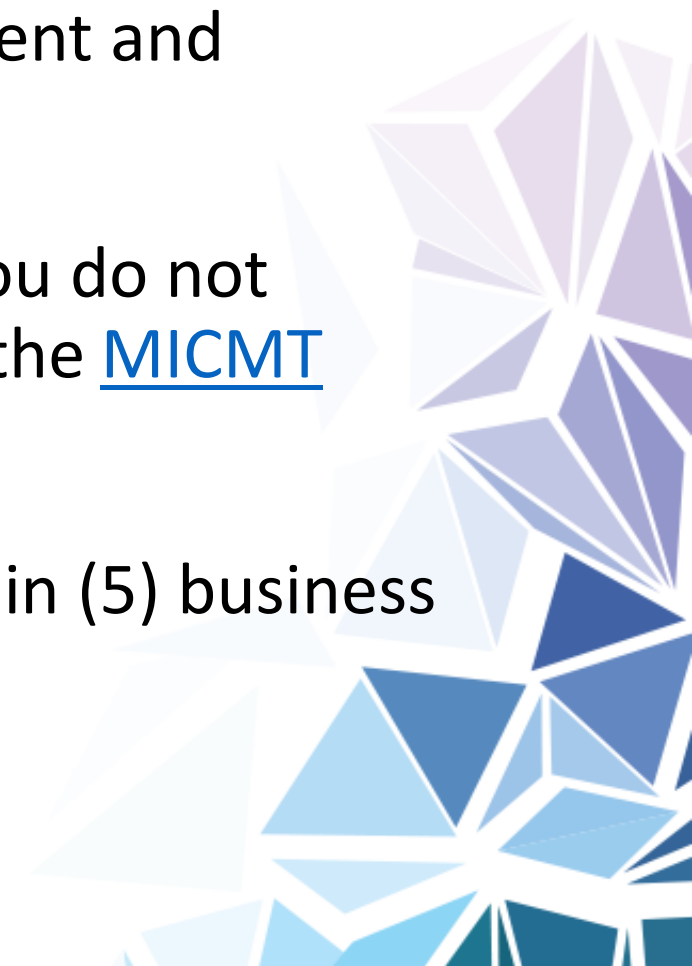 ent and
ou do not
the MICMT
in (5) business